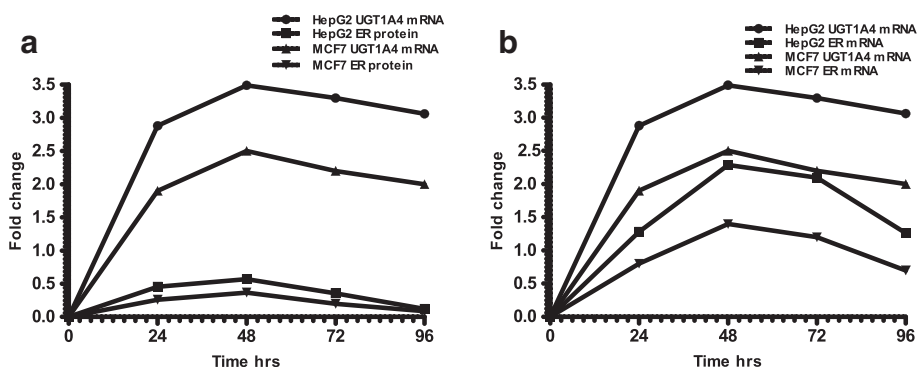 a
HepG2 UGT1A4 mRNA
HepG2 ER protein
MCF7 UGT1A4 mRNA
MCF7 ER protein
3.5
3.0
2.5
2.0
1.5
1.0
0.5
0.0
Fold change
0 24 48 72 96
Time hrs
b
HepG2 UGT1A4 mRNA
HepG2 ER mRNA
MCF7 UGT1A4 mRNA
MCF7 ER mRNA
3.5
3.0
2.5
2.0
1.5
1.0
0.5
0.0
Fold change
0 24 48 72 96
Time hrs